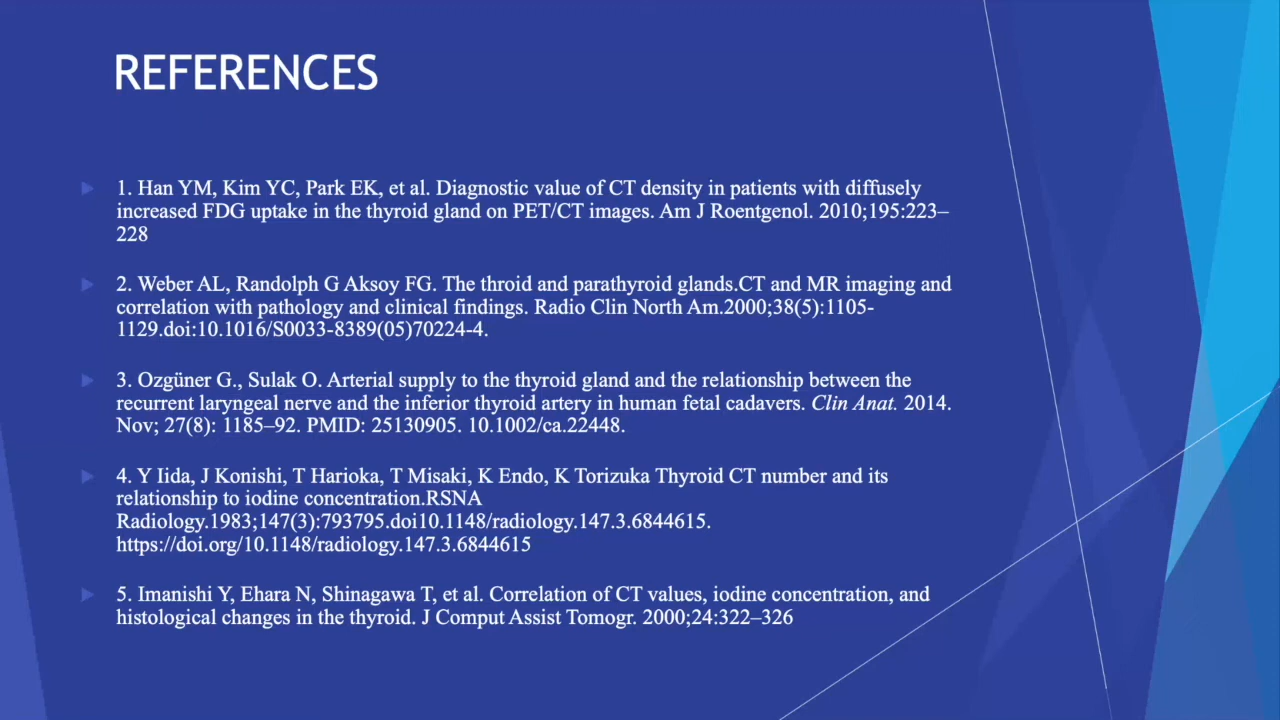 REFERENCES
1. Han YM, Kim YC, Park EK, et al. Diagnostic value of CT density in patients with diffusely
increased FDG uptake in the thyroid gland on PET/CT images. Am J Roentgenol. 2010;195:223–
228
2. Weber AL, Randolph G Aksoy FG. The throid and parathyroid glands.CT and MR imaging and
correlation with pathology and clinical findings. Radio Clin North Am.2000;38(5):1105-
1129.doi:10.1016/S0033-8389(05)70224-4.
3. Ozgüner G., Sulak O. Arterial supply to the thyroid gland and the relationship between the
recurrent laryngeal nerve and the inferior thyroid artery in human fetal cadavers. Clin Anat. 2014.
Nov; 27(8): 1185–92. PMID: 25130905. 10.1002/ca.22448.
4. Y Iida, J Konishi, T Harioka, T Misaki, K Endo, K Torizuka Thyroid CT number and its
relationship to iodine concentration.RSNA
Radiology.1983;147(3):793795.doi10.1148/radiology.147.3.6844615.
https://doi.org/10.1148/radiology.147.3.6844615
5. Imanishi Y, Ehara N, Shinagawa T, et al. Correlation of CT values, iodine concentration, and
histological changes in the thyroid. J Comput Assist Tomogr. 2000;24:322–326